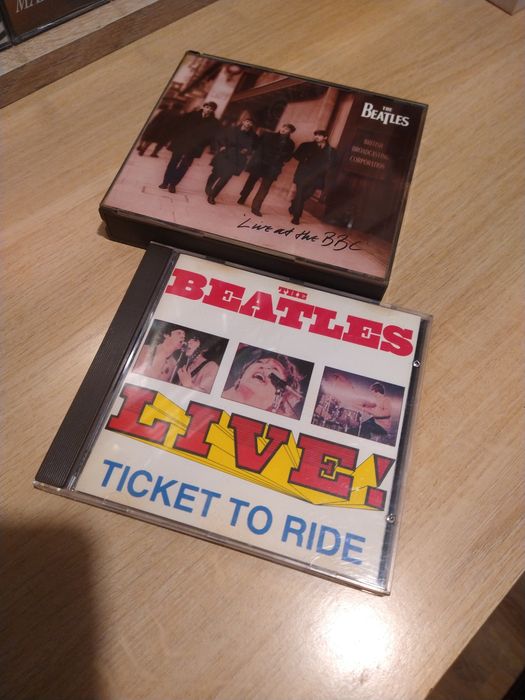 THE
BEATLES
BRITISH
BROADCASTING
CORPORATION
'Live at the BBC'
THE
BEATLES
LIVE!
TICKET TO RIDE